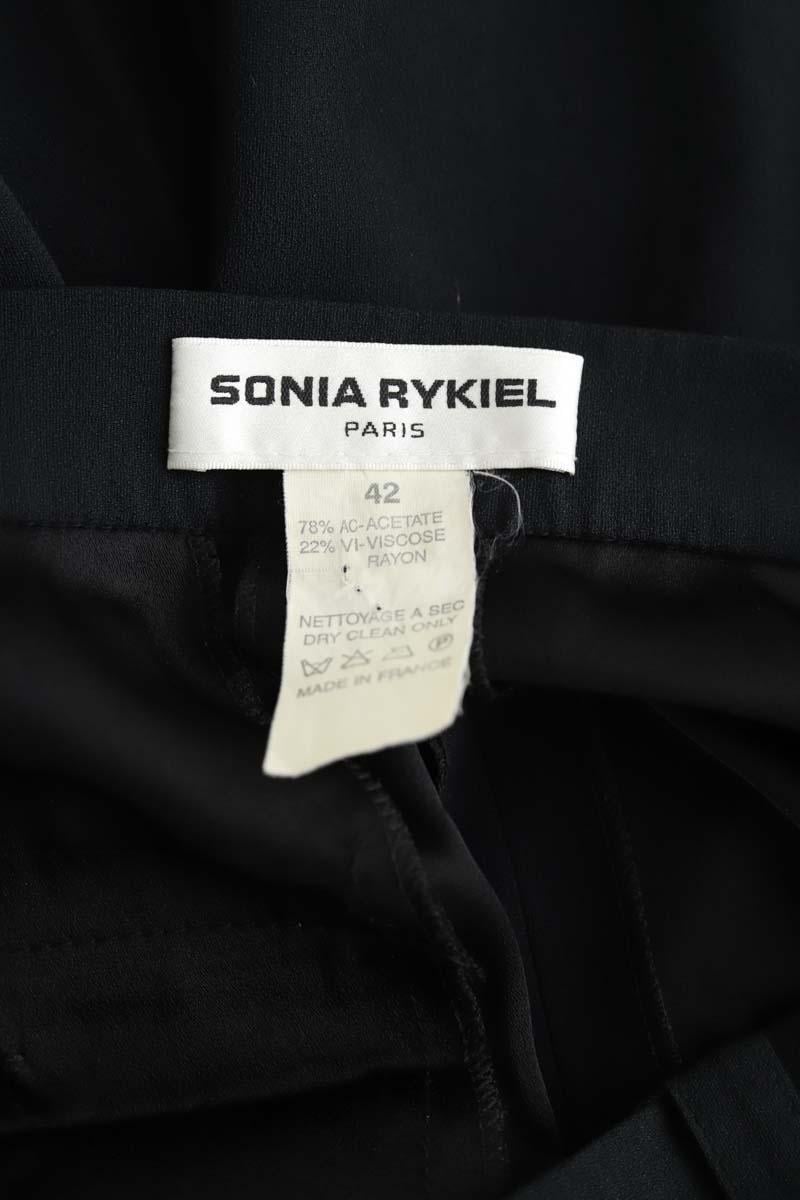 SONIA RYKIEL
PARIS
42
78% AC-ACETATE
22% VI-VISCOSE
RAYON
NETTOYAGE A SEC
DRY CLEAN ONLY
P
MADE IN FRANCE